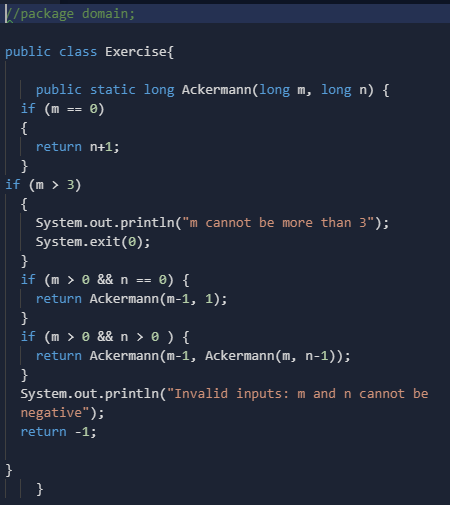 //package domain;
public class Exercise{
public static long Ackermann(long m, long n) {
if (m == 0)
{
return n+1;
}
if (m > 3)
{
System.out.println("m cannot be more than 3");
System.exit(0);
}
if (m > 0 && n == 0) {
return Ackermann(m-1, 1);
}
if (m > 0 && n > 0 ) {
return Ackermann(m-1, Ackermann(m, n-1));
}
System.out.println("Invalid inputs: m and n cannot be
negative");
return -1;
}
}